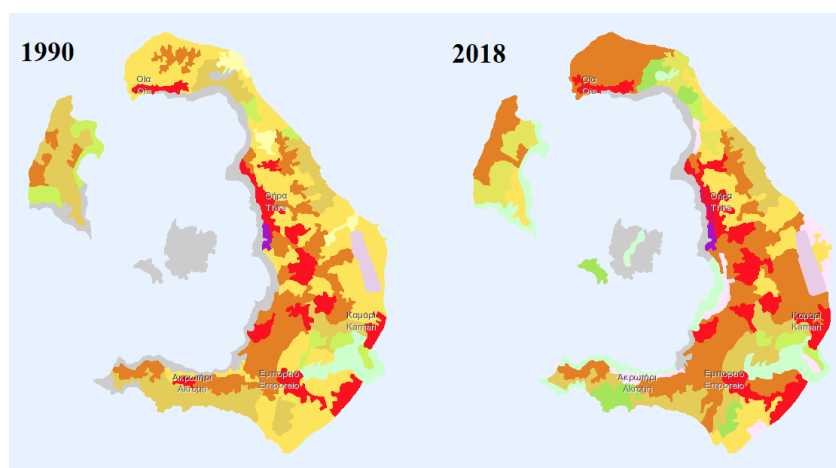 1990
Οία
Oia
Θήρα
Thira
Καμάρι
Kamari
Ακρωτήρι
Akrotiri
Εμπορείο
Emporeio
2018
Οία
Oia
Θήρα
Thira
Καμάρι
Kamari
Ακρωτήρι
Akrotiri
Εμπορείο
Emporeio